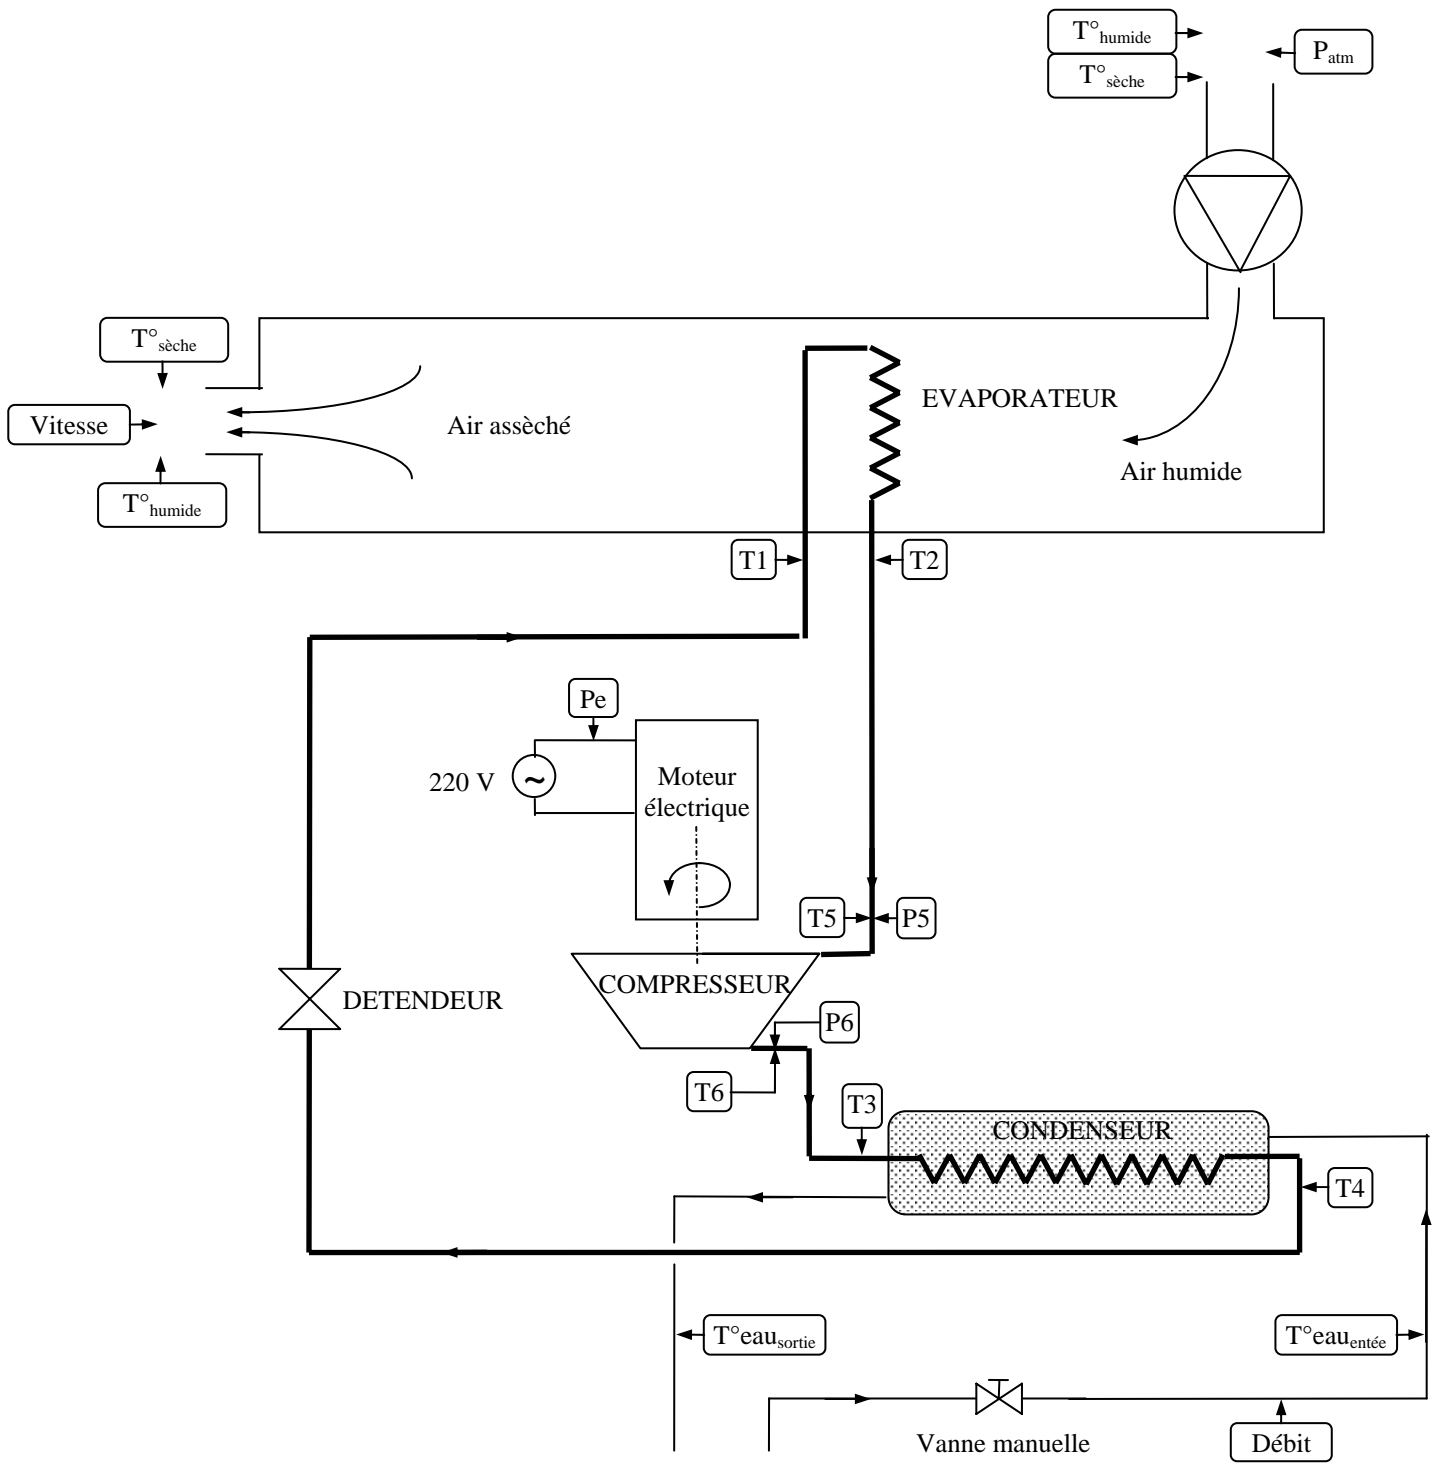 T°humide
T°sèche
Patm
T°sèche
Vitesse
T°humide
Air assèché
EVAPORATEUR
Air humide
T1
T2
Pe
220 V
~
Moteur
électrique
T5
P5
COMPRESSEUR
DETENDEUR
P6
T6
T3
CONDENSEUR
T4
T°eausortie
T°eauentée
Vanne manuelle
Débit